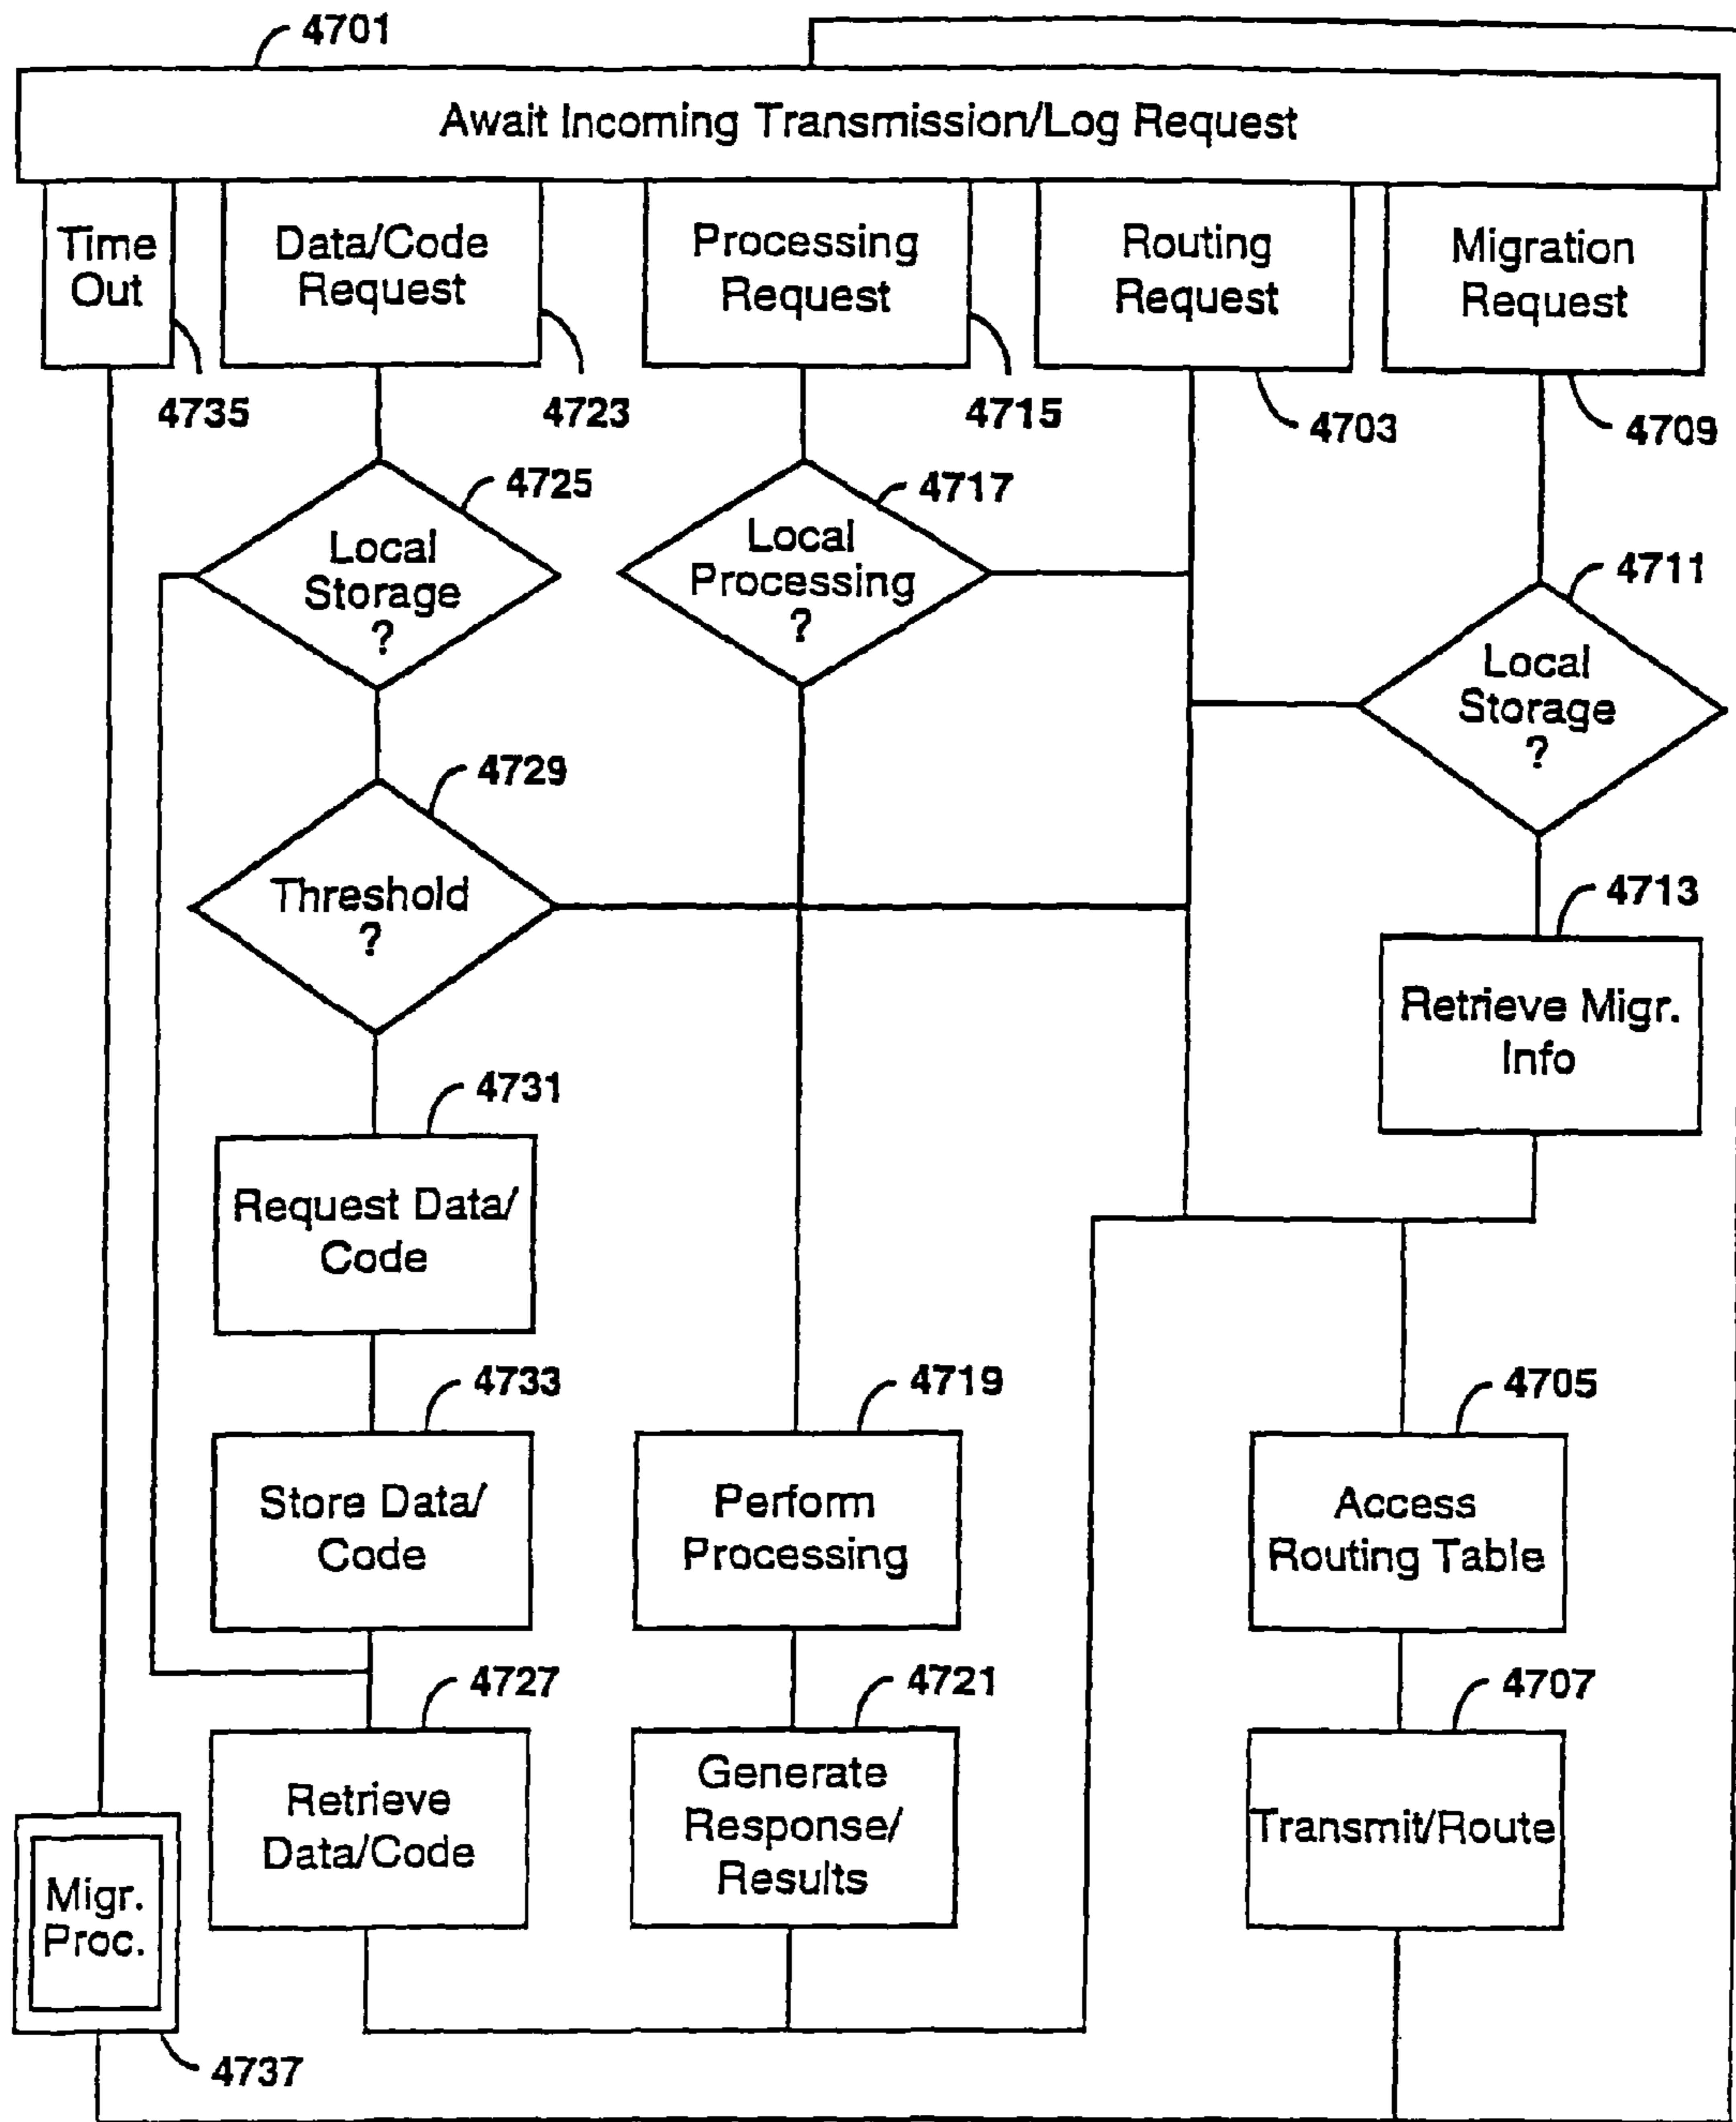 4701
Await Incoming Transmission/Log Request
Time
Out
Data/Code
Request
Processing
Request
Routing
Request
Migration
Request
4735
4723
4715
4703
4709
4725
Local
Storage
?
4717
Local
Processing
?
4711
Local
Storage
?
4729
Threshold
?
4713
Retrieve Migr.
Info
4731
Request Data/
Code
4733
Store Data/
Code
4719
Perform
Processing
4705
Access
Routing Table
4727
Retrieve
Data/Code
4721
Generate
Response/
Results
4707
Transmit/Route
Migr.
Proc.
4737